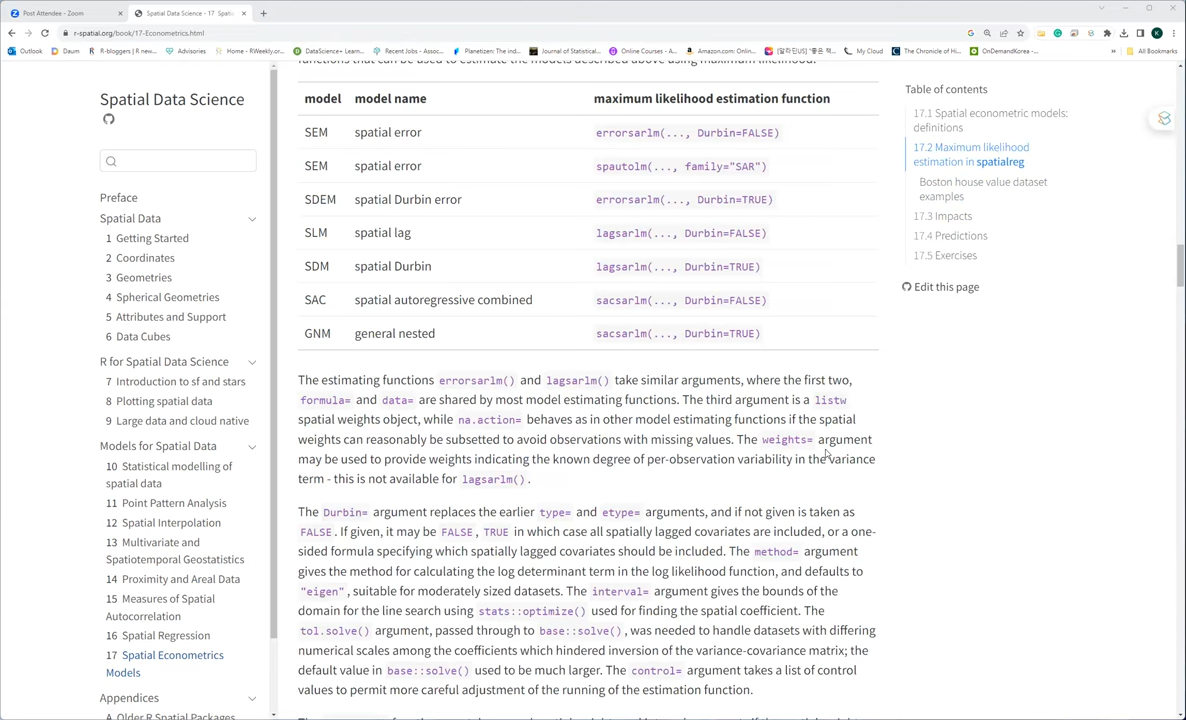 Post Attendee - Zoom
Spatial Data Science - 17 Spati
r-spatial.org/book/17-Econometrics.html
Outlook
Daum
R-bloggers | R new...
Advisories
Home - RWeekly.or...
DataScience+ Learn...
Recent Jobs - Assoc...
Planetizen: The ind...
Journal of Statistical...
Online Courses - A...
Amazon.com: Onlin...
My Cloud
The Chronicle of Hi...
OnDemandKorea -...
»
All Bookmarks
Spatial Data Science
Preface
Spatial Data
1 Getting Started
2 Coordinates
3 Geometries
4 Spherical Geometries
5 Attributes and Support
6 Data Cubes
R for Spatial Data Science
7 Introduction to sf and stars
8 Plotting spatial data
9 Large data and cloud native
Models for Spatial Data
10 Statistical modelling of
spatial data
11 Point Pattern Analysis
12 Spatial Interpolation
13 Multivariate and
Spatiotemporal Geostatistics
14 Proximity and Areal Data
15 Measures of Spatial
Autocorrelation
16 Spatial Regression
17 Spatial Econometrics
Models
Appendices
A Older R Spatial Packages
functions that can be used to estimate the models described above using maximum likelihood.
model model name maximum likelihood estimation function
SEM spatial error errorsarlm(..., Durbin=FALSE)
SEM spatial error spautolm(..., family="SAR")
SDEM spatial Durbin error errorsarlm(..., Durbin=TRUE)
SLM spatial lag lagsarlm(..., Durbin=FALSE)
SDM spatial Durbin lagsarlm(..., Durbin=TRUE)
SAC spatial autoregressive combined sacsarlm(..., Durbin=FALSE)
GNM general nested sacsarlm(..., Durbin=TRUE)
The estimating functions errorsarlm() and lagsarlm() take similar arguments, where the first two,
formula= and data= are shared by most model estimating functions. The third argument is a listw
spatial weights object, while na.action= behaves as in other model estimating functions if the spatial
weights can reasonably be subsetted to avoid observations with missing values. The weights= argument
may be used to provide weights indicating the known degree of per-observation variability in the variance
term - this is not available for lagsarlm().
The Durbin= argument replaces the earlier type= and etype= arguments, and if not given is taken as
FALSE. If given, it may be FALSE, TRUE in which case all spatially lagged covariates are included, or a one-
sided formula specifying which spatially lagged covariates should be included. The method= argument
gives the method for calculating the log determinant term in the log likelihood function, and defaults to
"eigen", suitable for moderately sized datasets. The interval= argument gives the bounds of the
domain for the line search using stats::optimize() used for finding the spatial coefficient. The
tol.solve() argument, passed through to base::solve(), was needed to handle datasets with differing
numerical scales among the coefficients which hindered inversion of the variance-covariance matrix; the
default value in base::solve() used to be much larger. The control= argument takes a list of control
values to permit more careful adjustment of the running of the estimation function.
Table of contents
17.1 Spatial econometric models:
definitions
17.2 Maximum likelihood
estimation in spatialreg
Boston house value dataset
examples
17.3 Impacts
17.4 Predictions
17.5 Exercises
Edit this page